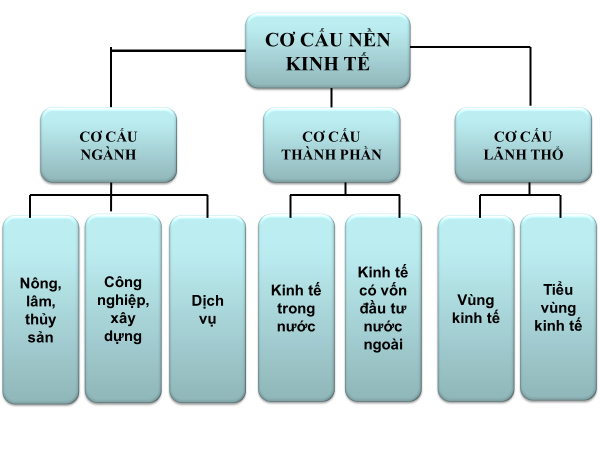 CƠ CẤU NỀN
KINH TẾ
CƠ CẤU
NGÀNH
CƠ CẤU
THÀNH PHẦN
CƠ CẤU
LÃNH THỔ
Nông,
lâm,
thủy
sản
Công
nghiệp,
xây
dựng
Dịch
vụ
Kinh tế
trong
nước
Kinh tế
có vốn
đầu tư
nước
ngoài
Vùng
kinh tế
Tiểu
vùng
kinh tế